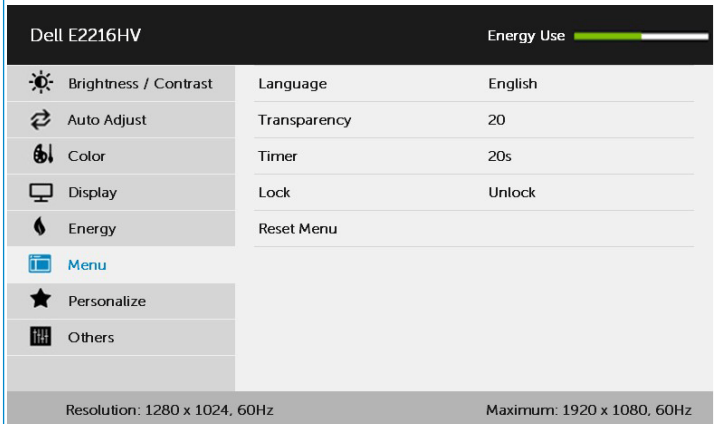 Dell E2216HV
Energy Use
Brightness / Contrast
Language English
Auto Adjust
Transparency 20
Color
Timer 20s
Display
Lock Unlock
Energy
Reset Menu
Menu
Personalize
Others
Resolution: 1280 x 1024, 60Hz
Maximum: 1920 x 1080, 60Hz